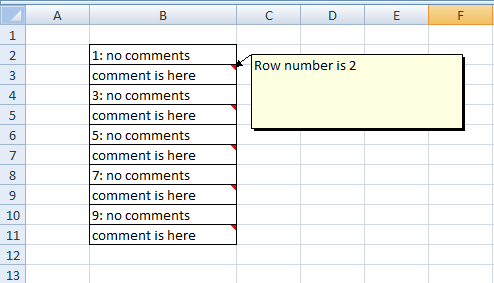 A B C D E F
1
2 1: no comments
3 comment is here Row number is 2
4 3: no comments
5 comment is here
6 5: no comments
7 comment is here
8 7: no comments
9 comment is here
10 9: no comments
11 comment is here
12
13